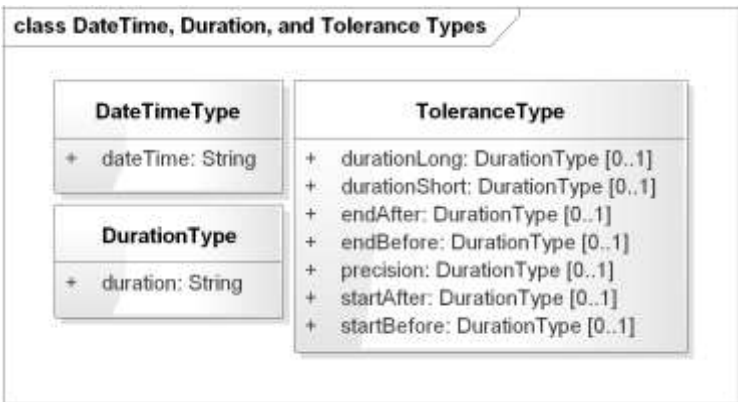 class DateTime, Duration, and Tolerance Types
DateTimeType
+ dateTime: String
DurationType
+ duration: String
ToleranceType
+ durationLong: DurationType [0..1]
+ durationShort: DurationType [0..1]
+ endAfter: DurationType [0..1]
+ endBefore: DurationType [0..1]
+ precision: DurationType [0..1]
+ startAfter: DurationType [0..1]
+ startBefore: DurationType [0..1]